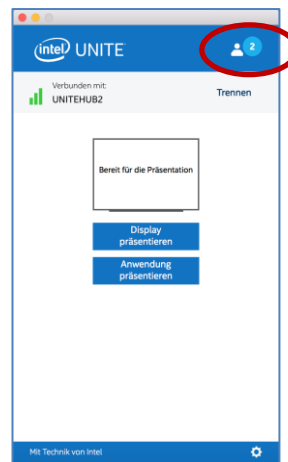 intel UNITE 2
Verbunden mit:
UNITEHUB2
Trennen
Bereit für die Präsentation
Display
präsentieren
Anwendung
präsentieren
Mit Technik von Intel